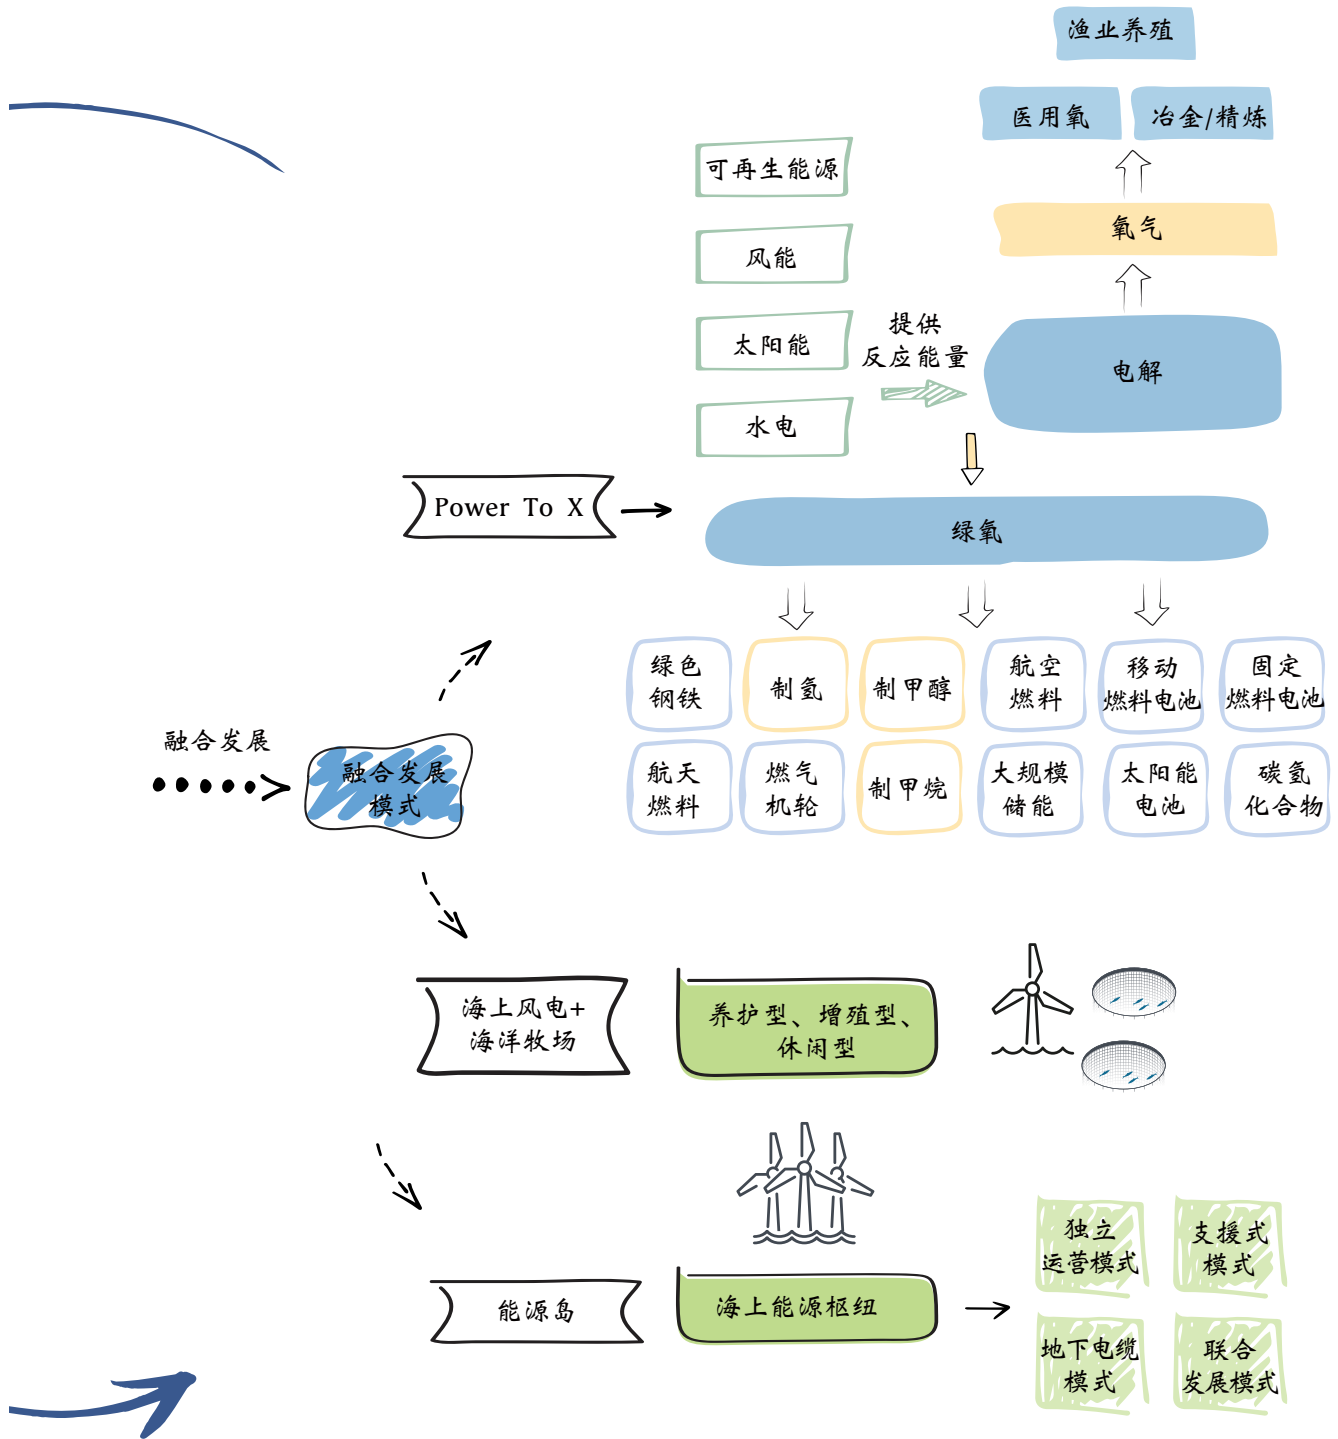 渔业养殖
医用氧
冶金/精炼
氧气
可再生能源
风能
太阳能
水电
提供
反应能量
电解
Power To X
绿氧
绿色
钢铁
制氢
制甲醇
航空
燃料
移动
燃料电池
固定
燃料电池
航天
燃料
燃气
机轮
制甲烷
大规模
储能
太阳能
电池
碳氢
化合物
融合发展
融合发展
模式
海上风电+
海洋牧场
养护型、增殖型、
休闲型
能源岛
海上能源枢纽
独立
运营模式
支援式
模式
地下电缆
模式
联合
发展模式